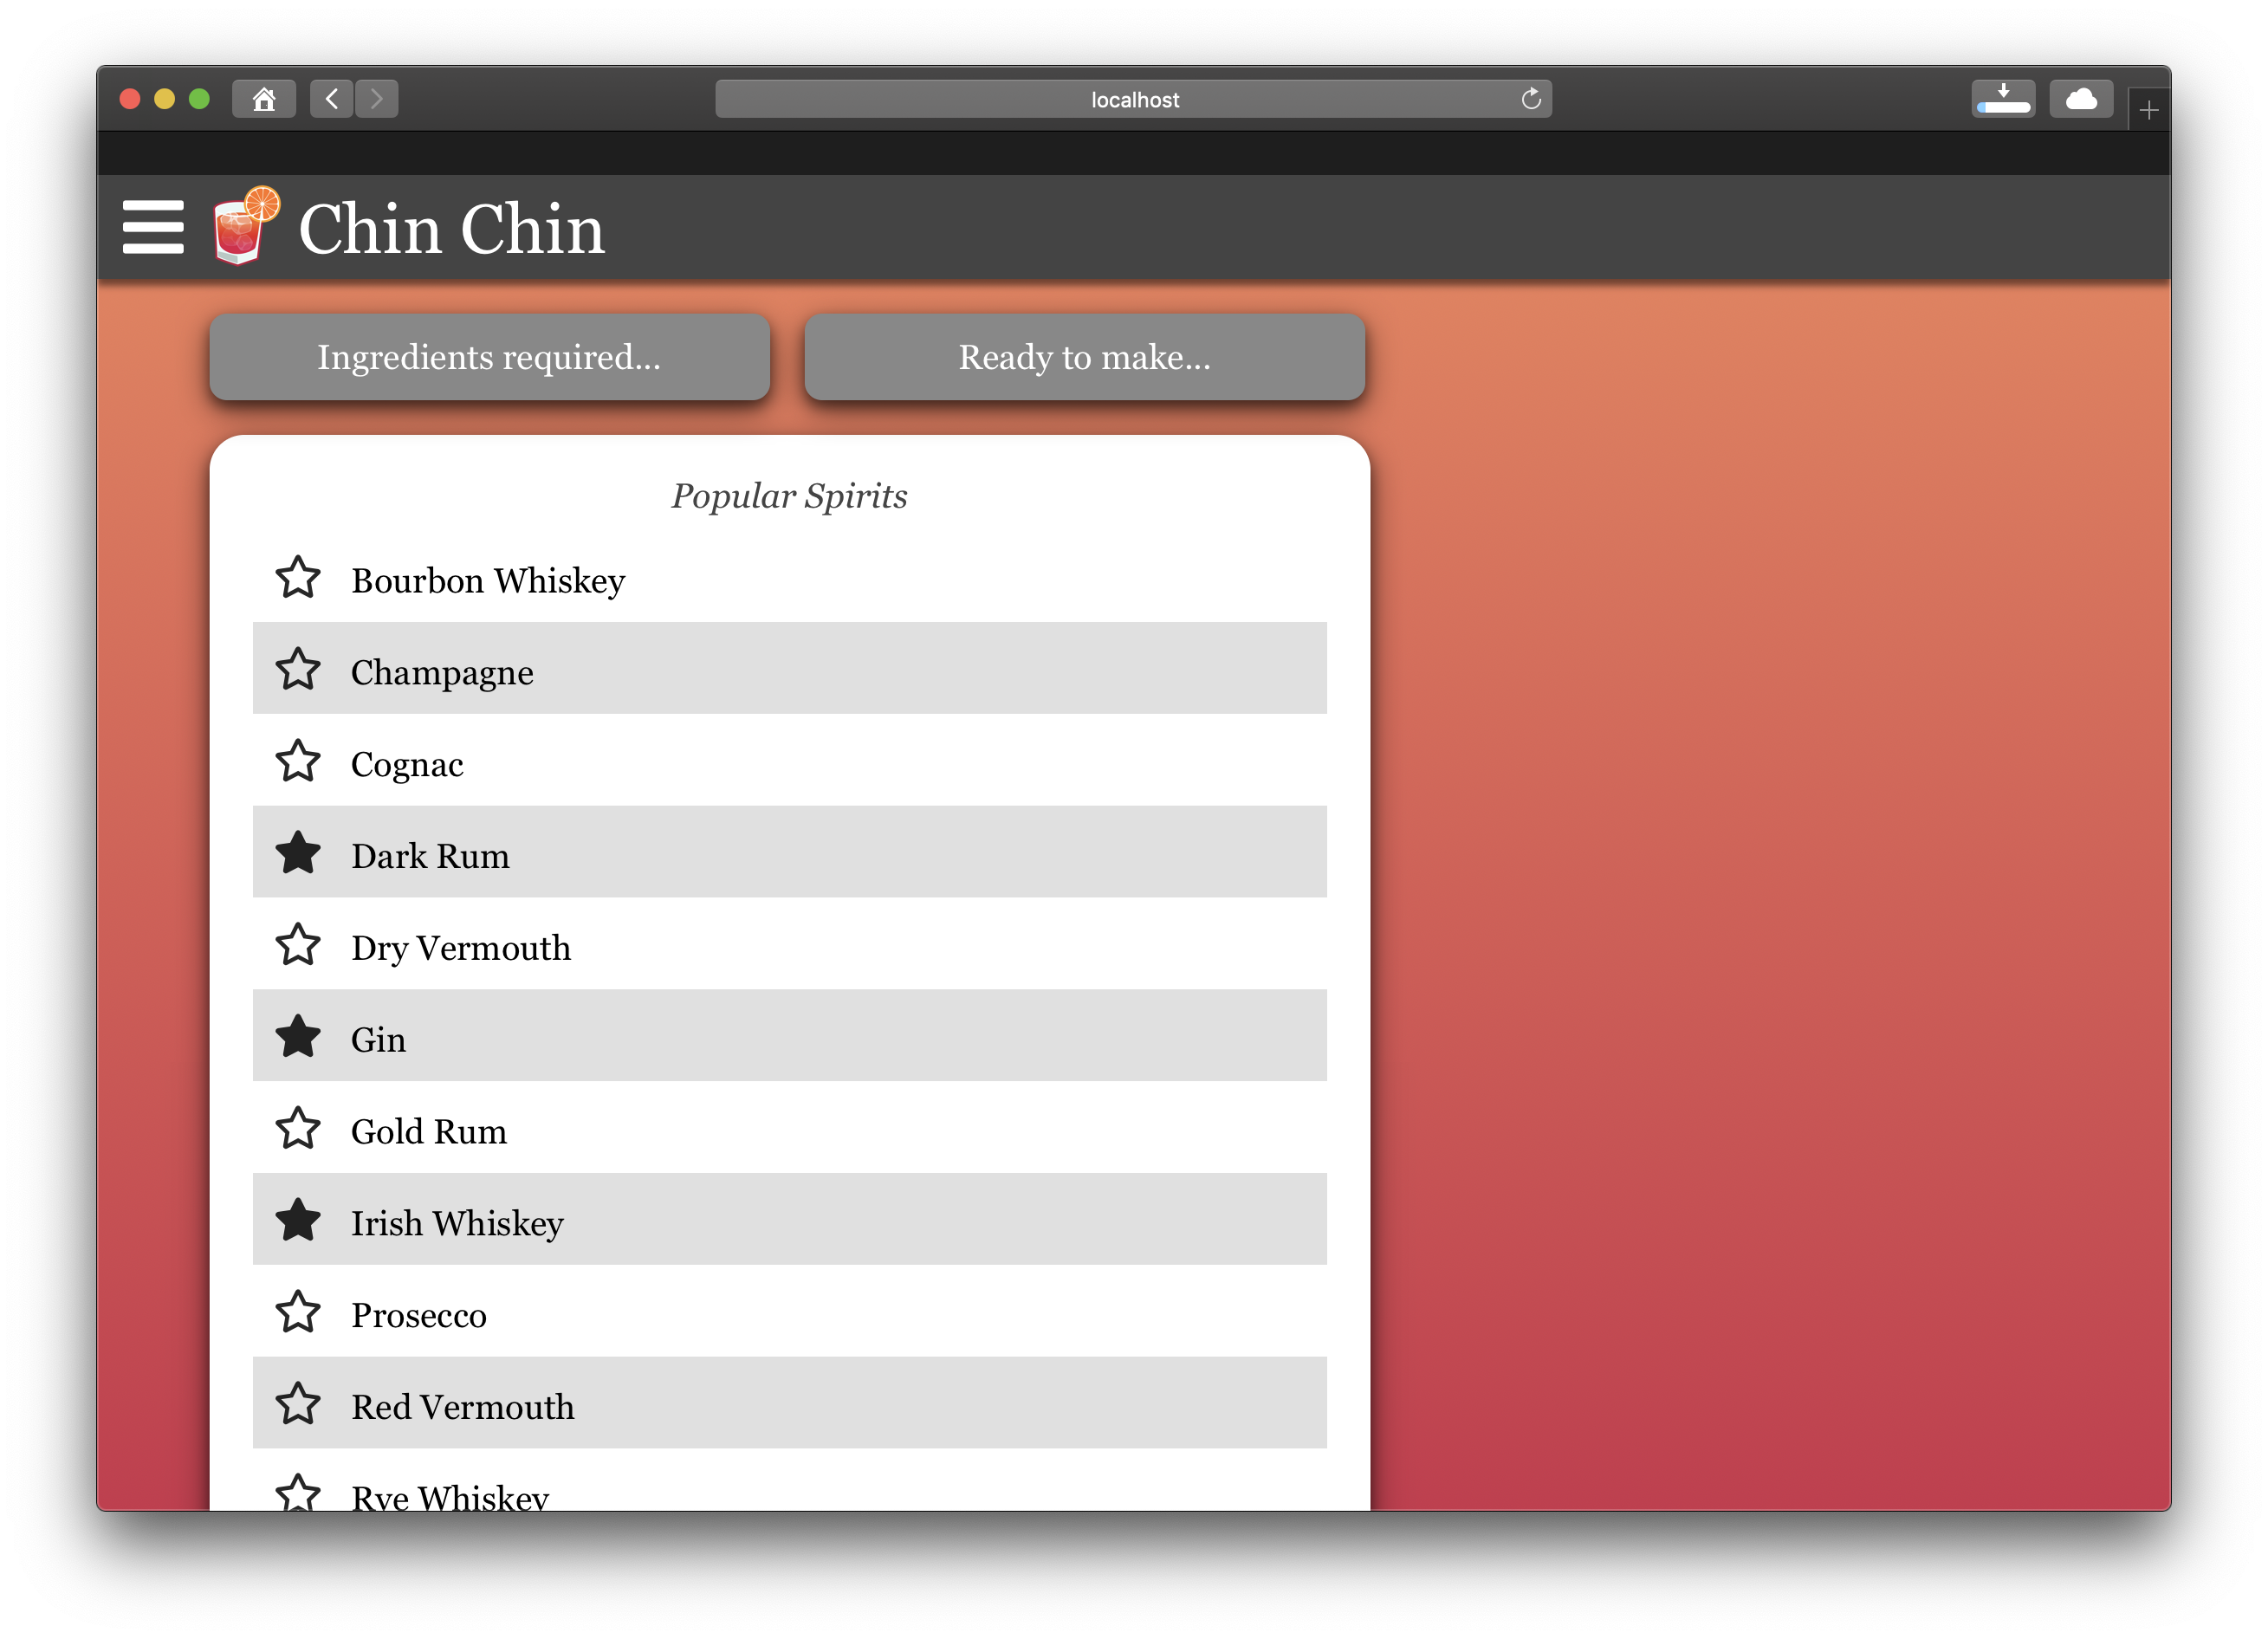 localhost
Chin Chin
Ingredients required...
Ready to make...
Popular Spirits
Bourbon Whiskey
Champagne
Cognac
Dark Rum
Dry Vermouth
Gin
Gold Rum
Irish Whiskey
Prosecco
Red Vermouth
Rye Whiskey